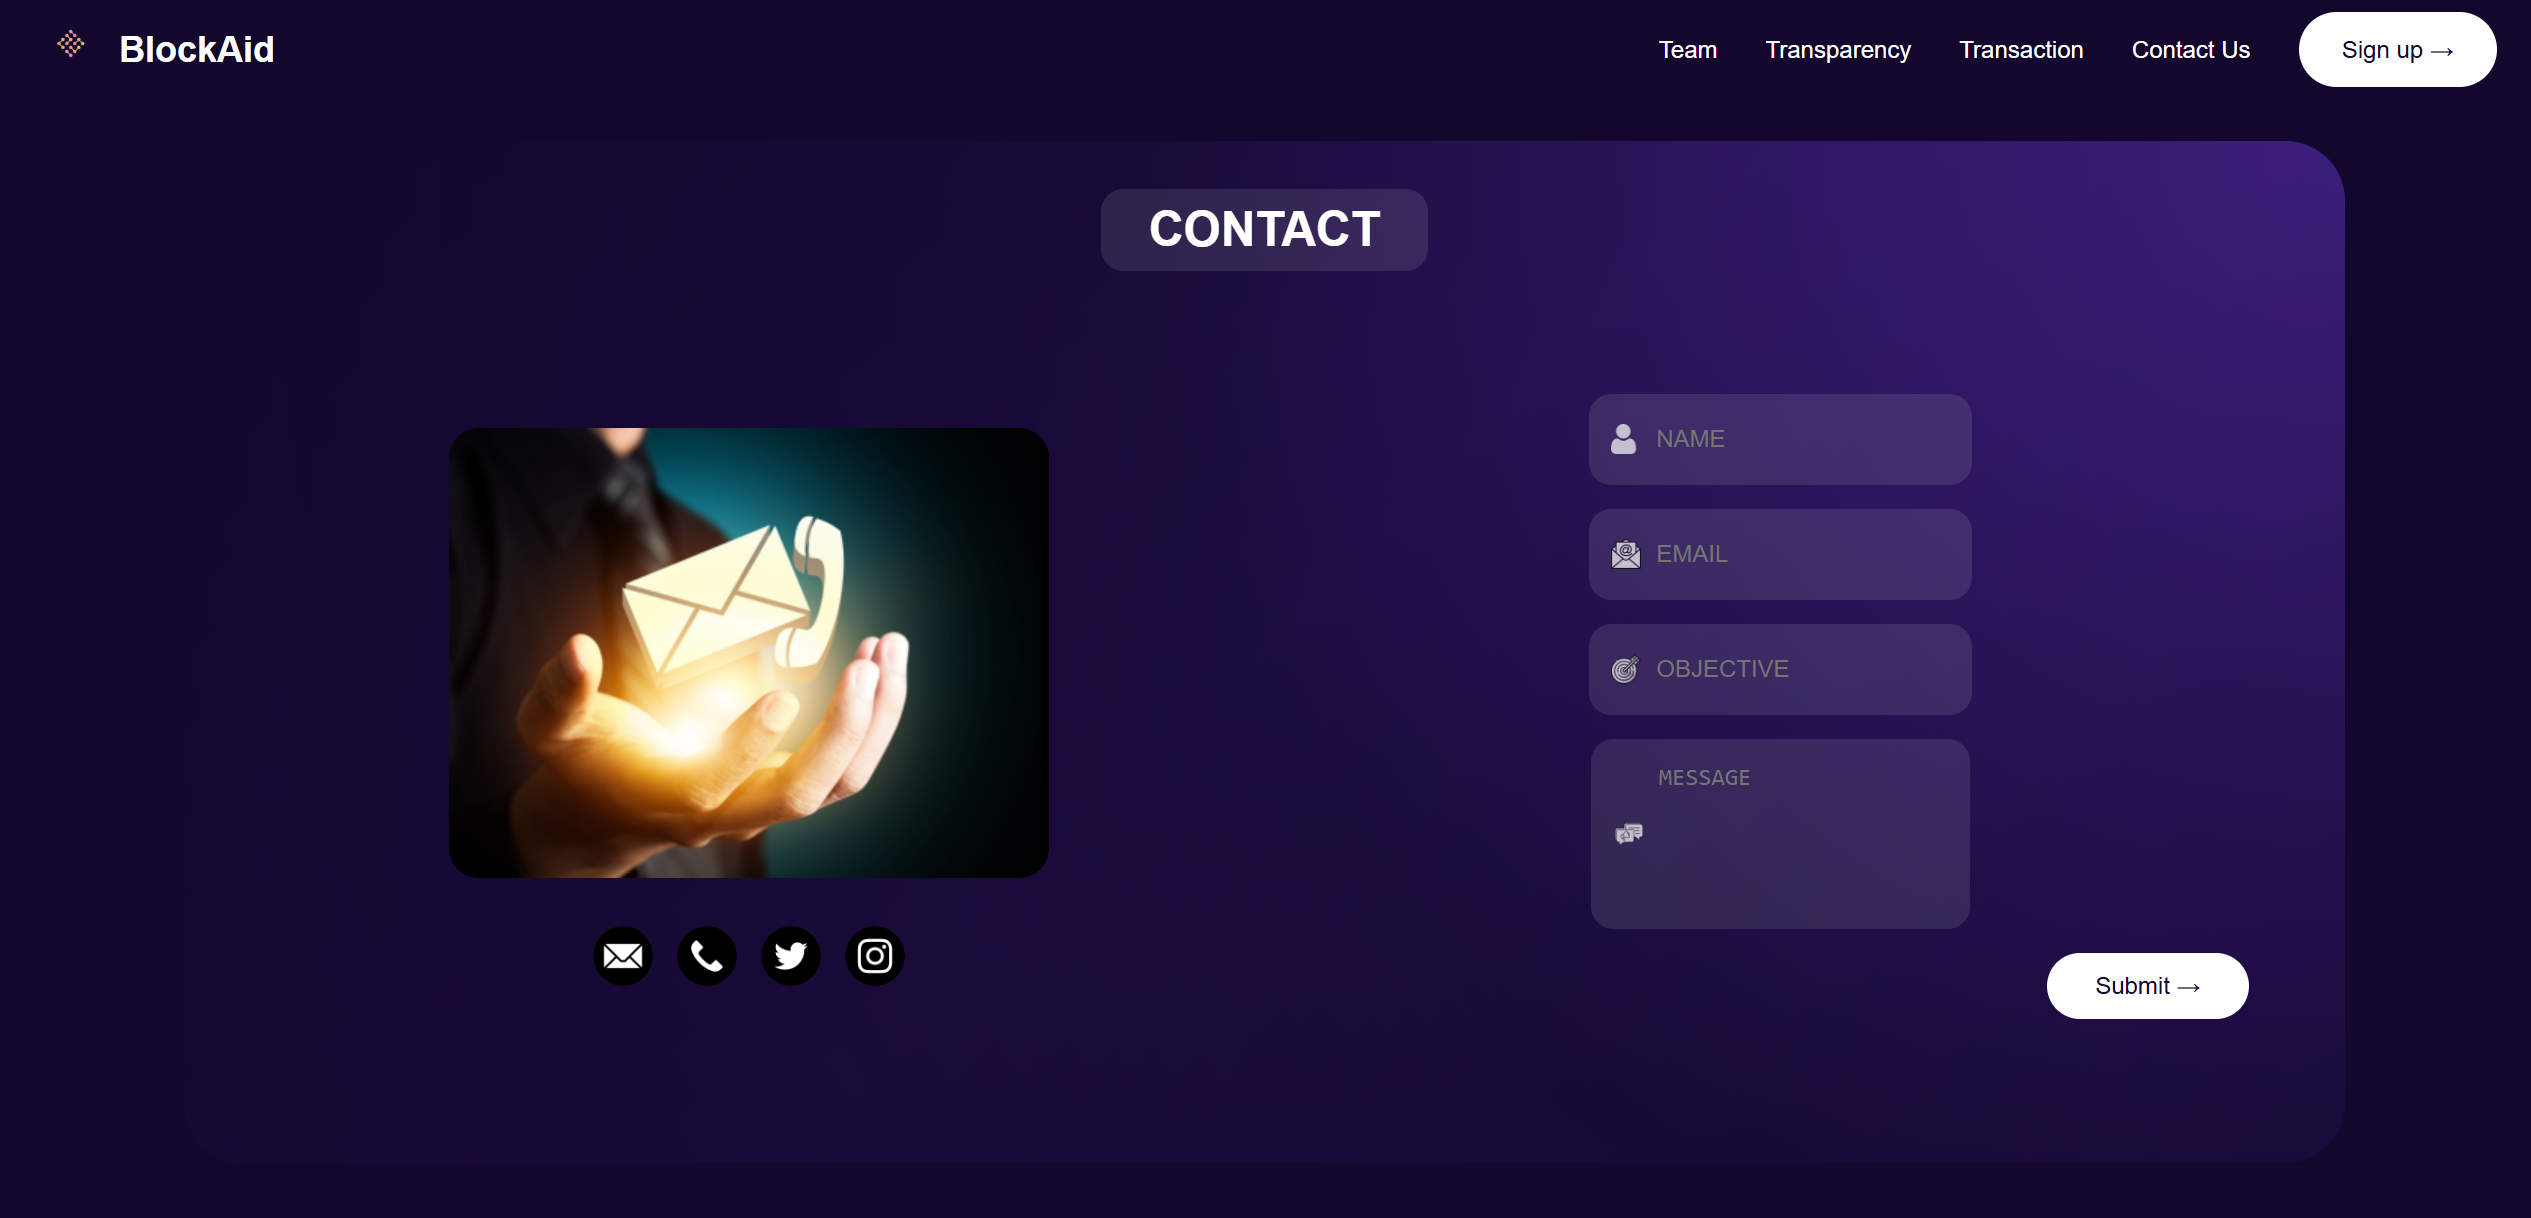 BlockAid
Team
Transparency
Transaction
Contact Us
Sign up →
CONTACT
NAME
EMAIL
OBJECTIVE
MESSAGE
Submit →